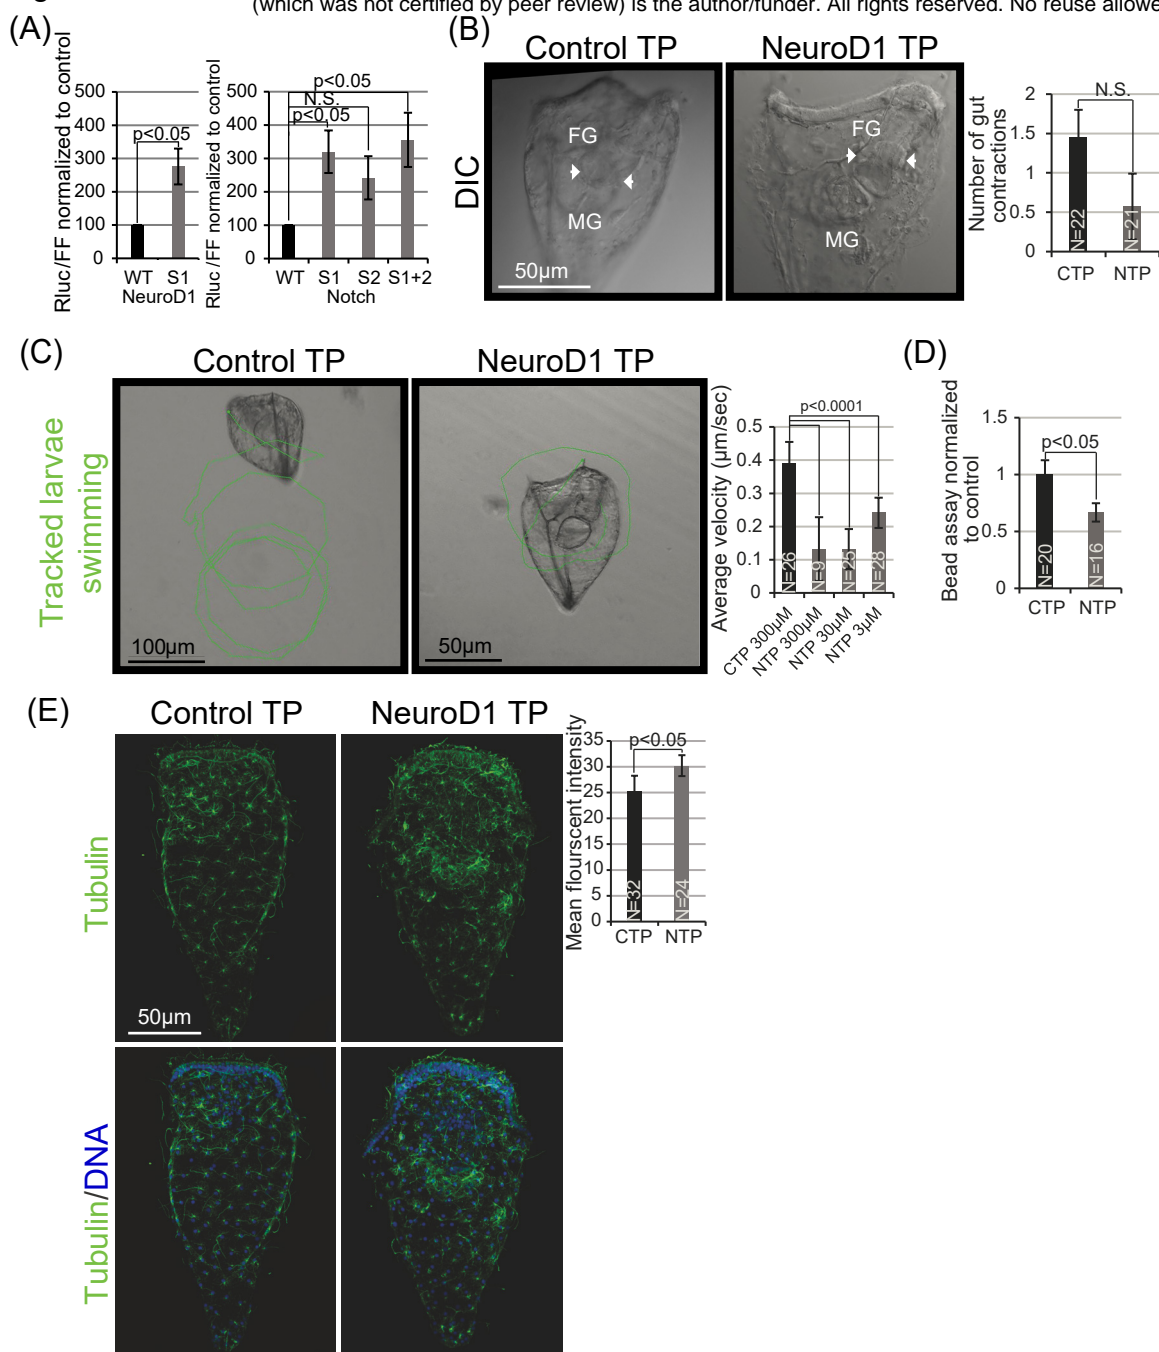 (which was not certified by peer review) is the author/funder. All rights reserved. No reuse allowe
(A)
Rluc/FF normalized to control
500
400
300
200
100
0
p<0.05
WT S1
NeuroD1
Rluc/FF normalized to control
500
400
300
200
100
0
p<0.05
N.S.
p<0.05
WT S1 S2 S1+2
Notch
(B)
Control TP NeuroD1 TP
DIC
FG
MG
50µm
FG
MG
Number of gut
contractions
2
1.5
1
0.5
0
N.S.
N=22
N=21
CTP NTP
(C)
Control TP NeuroD1 TP
Tracked larvae
swimming
100µm
50µm
Average velocity (µm/sec)
0.5
0.4
0.3
0.2
0.1
0
p<0.0001
N=26
N=9
N=25
N=28
CTP 300µM
NTP 300µM
NTP 30µM
NTP 3µM
(D)
Bead assay normalized
to control
1.5
1
0.5
0
p<0.05
N=20
N=16
CTP NTP
(E)
Control TP NeuroD1 TP
Tubulin
50µm
Tubulin/DNA
Mean flourscent intensity
35
30
25
20
15
10
5
0
p<0.05
N=32
N=24
CTP NTP